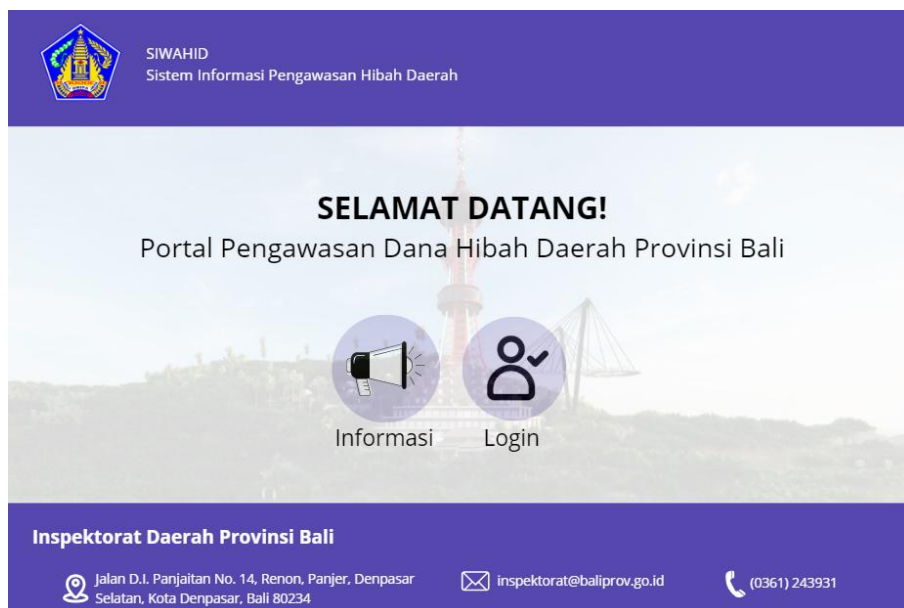 SIWAHID
Sistem Informasi Pengawasan Hibah Daerah
SELAMAT DATANG!
Portal Pengawasan Dana Hibah Daerah Provinsi Bali
Informasi
Login
Inspektorat Daerah Provinsi Bali
Jalan D.I. Panjaitan No. 14, Renon, Panjer, Denpasar
Selatan, Kota Denpasar, Bali 80234
inspektorat@baliprov.go.id
(0361) 243931